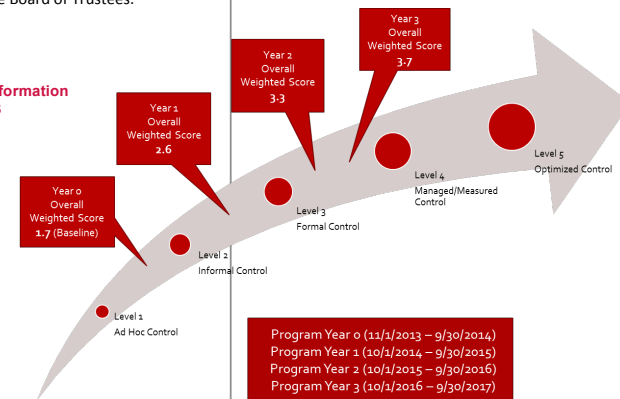 e Board of Trustees.
formation
Year 3
Overall
Weighted Score
3.7
Year 2
Overall
Weighted Score
3.3
Year 1
Overall
Weighted Score
2.6
Year 0
Overall
Weighted Score
1.7 (Baseline)
Level 5
Optimized Control
Level 4
Managed/Measured
Control
Level 3
Formal Control
Level 2
Informal Control
Level 1
Ad Hoc Control
Program Year 0 (11/1/2013 – 9/30/2014)
Program Year 1 (10/1/2014 – 9/30/2015)
Program Year 2 (10/1/2015 – 9/30/2016)
Program Year 3 (10/1/2016 – 9/30/2017)